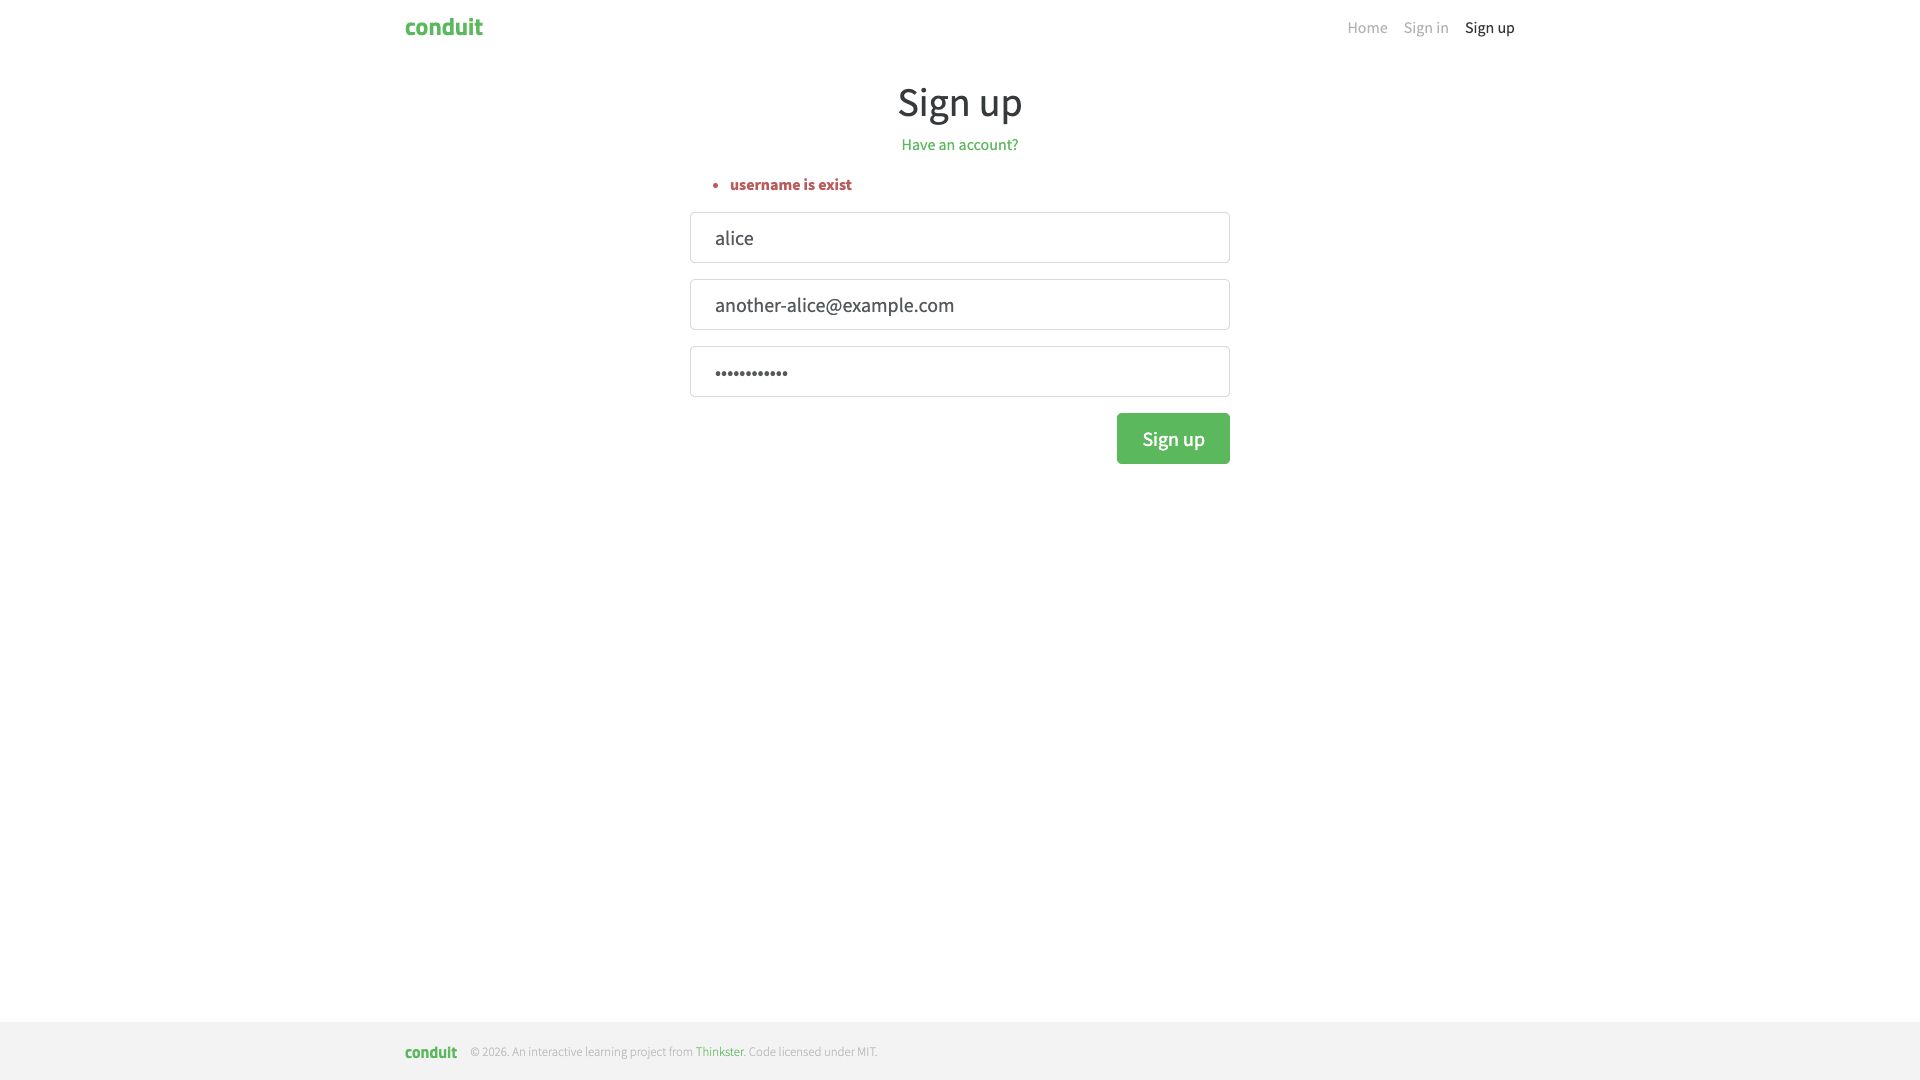 conduit
Home Sign in Sign up
Sign up
Have an account?
• username is exist
alice
another-alice@example.com
••••••••••••
Sign up
conduit © 2026. An interactive learning project from Thinkster. Code licensed under MIT.